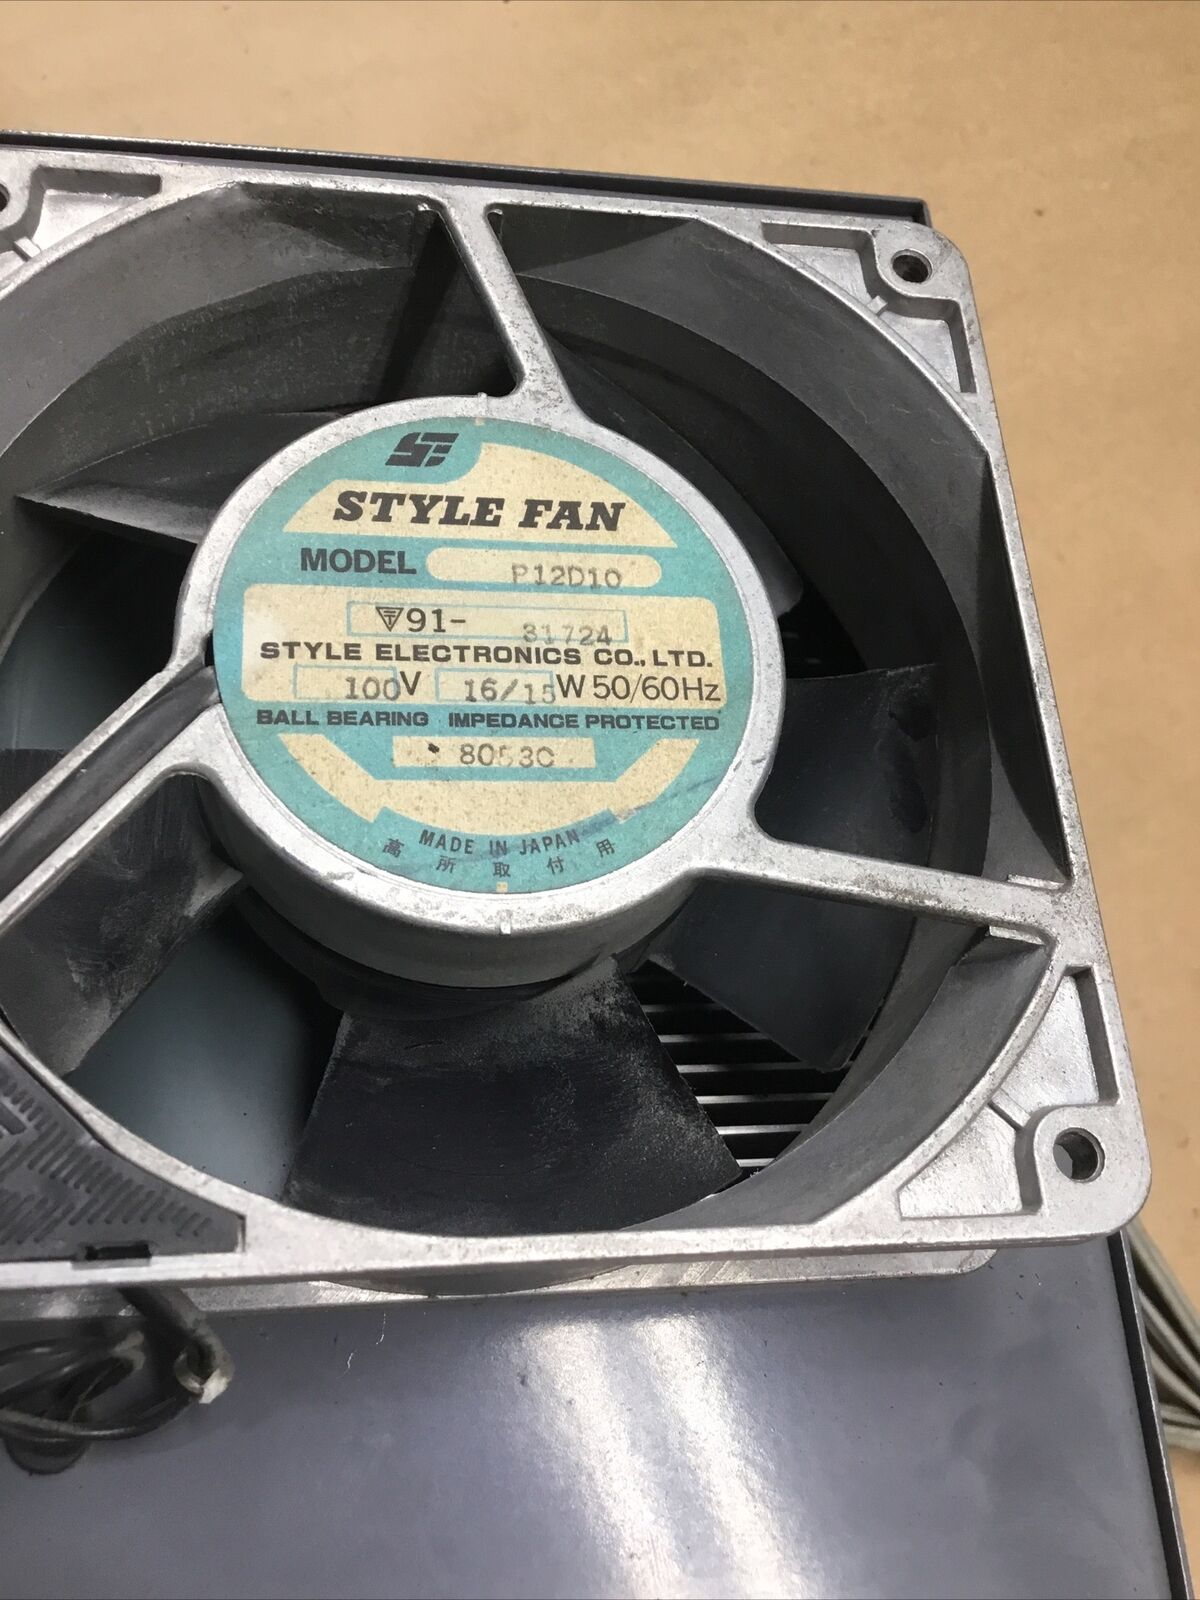 STYLE FAN
MODEL P12D10
91- 31724
STYLE ELECTRONICS CO., LTD.
100V 16/15W 50/60Hz
BALL BEARING IMPEDANCE PROTECTED
MADE IN JAPAN
高所取付用